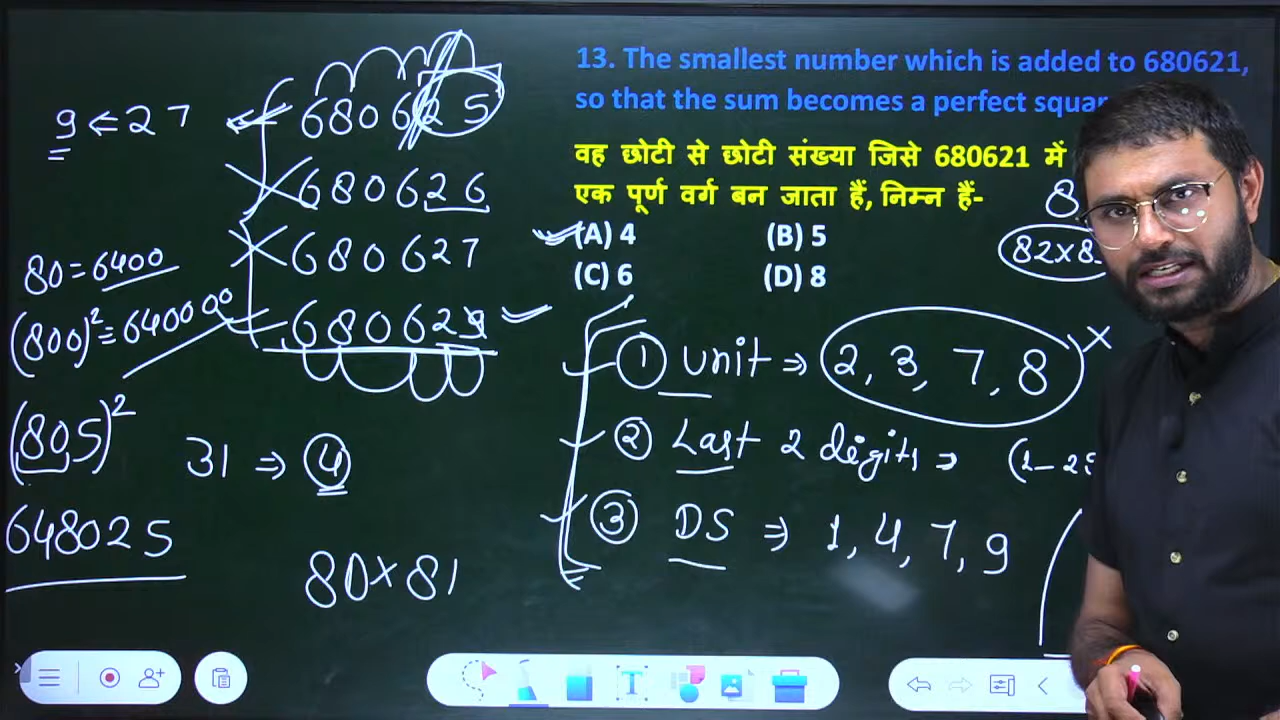 13. The smallest number which is added to 680621,
so that the sum becomes a perfect squar
वह छोटी से छोटी संख्या जिसे 680621 में
एक पूर्ण वर्ग बन जाता हैं, निम्न हैं-
(A) 4 (B) 5
(C) 6 (D) 8
9 ⇐ 27
680625
680626
680627
680629
80 = 6400
(800)² = 640000
(805)²
648025
31 ⇒ 4
80×81
8
82×8
① Unit ⇒ 2, 3, 7, 8 ×
② Last 2 digits ⇒
③ DS ⇒ 1, 4, 7, 9
T